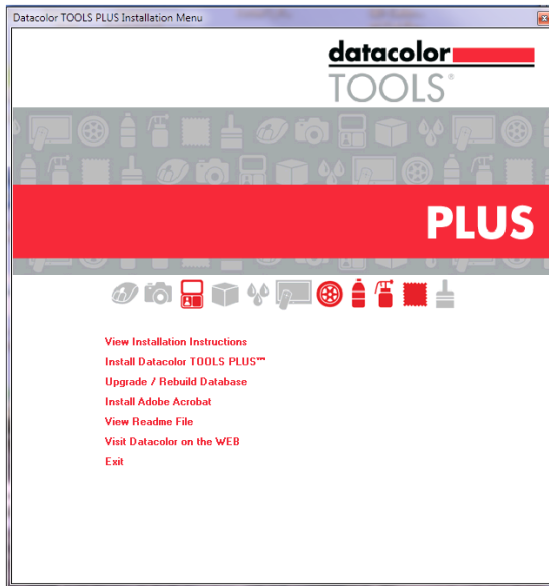 Datacolor TOOLS PLUS Installation Menu
datacolor
TOOLS®
PLUS
View Installation Instructions
Install Datacolor TOOLS PLUS™
Upgrade / Rebuild Database
Install Adobe Acrobat
View Readme File
Visit Datacolor on the WEB
Exit